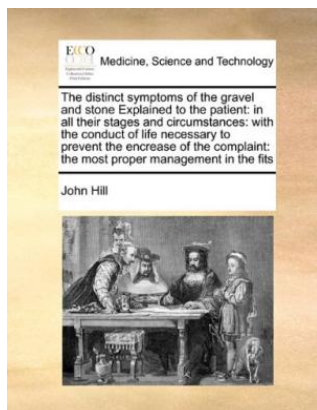 ECCO
Medicine, Science and Technology
The distinct symptoms of the gravel
and stone Explained to the patient: in
all their stages and circumstances: with
the conduct of life necessary to
prevent the encrease of the complaint:
the most proper management in the fits
John Hill